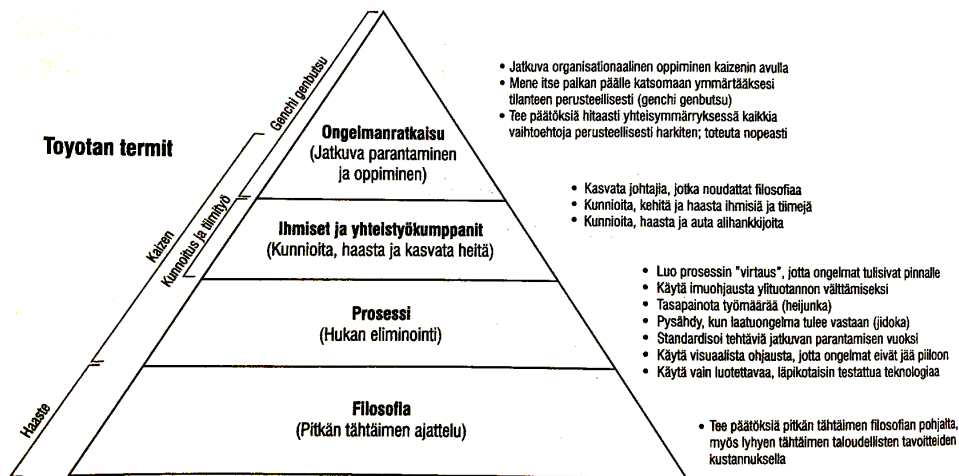 Toyotan termit
Genchi genbutsu
Kaizen
Kunnoitus ja tiimityö
Haaste
Ongelmanratkaisu
(Jatkuva parantaminen
ja oppiminen)
• Jatkuva organisationaalinen oppiminen kaizenin avulla
• Mene itse paikan päälle katsomaan ymmärtääksesi
tilanteen perusteellisesti (genchi genbutsu)
• Tee päätöksiä hitaasti yhteisymmärryksessä kaikkia
vaihtoehtoja perusteellisesti harkiten; toteuta nopeasti
Ihmiset ja yhteistyökumppanit
(Kunnioita, haasta ja kasvata heitä)
• Kasvata johtajia, jotka noudattat filosofiaa
• Kunnioita, kehitä ja haasta ihmisiä ja tiimejä
• Kunnioita, haasta ja auta alihankkijoita
Prosessi
(Hukan eliminointi)
• Luo prosessin "virtaus", jotta ongelmat tulisivat pinnalle
• Käytä imuohjausta ylituotannon välttämiseksi
• Tasapainota työmäärää (heijunka)
• Pysähdy, kun laatuongelma tulee vastaan (jidoka)
• Standardisoi tehtäviä jatkuvan parantamisen vuoksi
• Käytä visuaalista ohjausta, jotta ongelmat eivät jää piiloon
• Käytä vain luotettavaa, läpikotaisin testattua teknologiaa
Filosofia
(Pitkän tähtäimen ajattelu)
• Tee päätöksiä pitkän tähtäimen filosofian pohjalta,
myös lyhyen tähtäimen taloudellisten tavoitteiden
kustannuksella